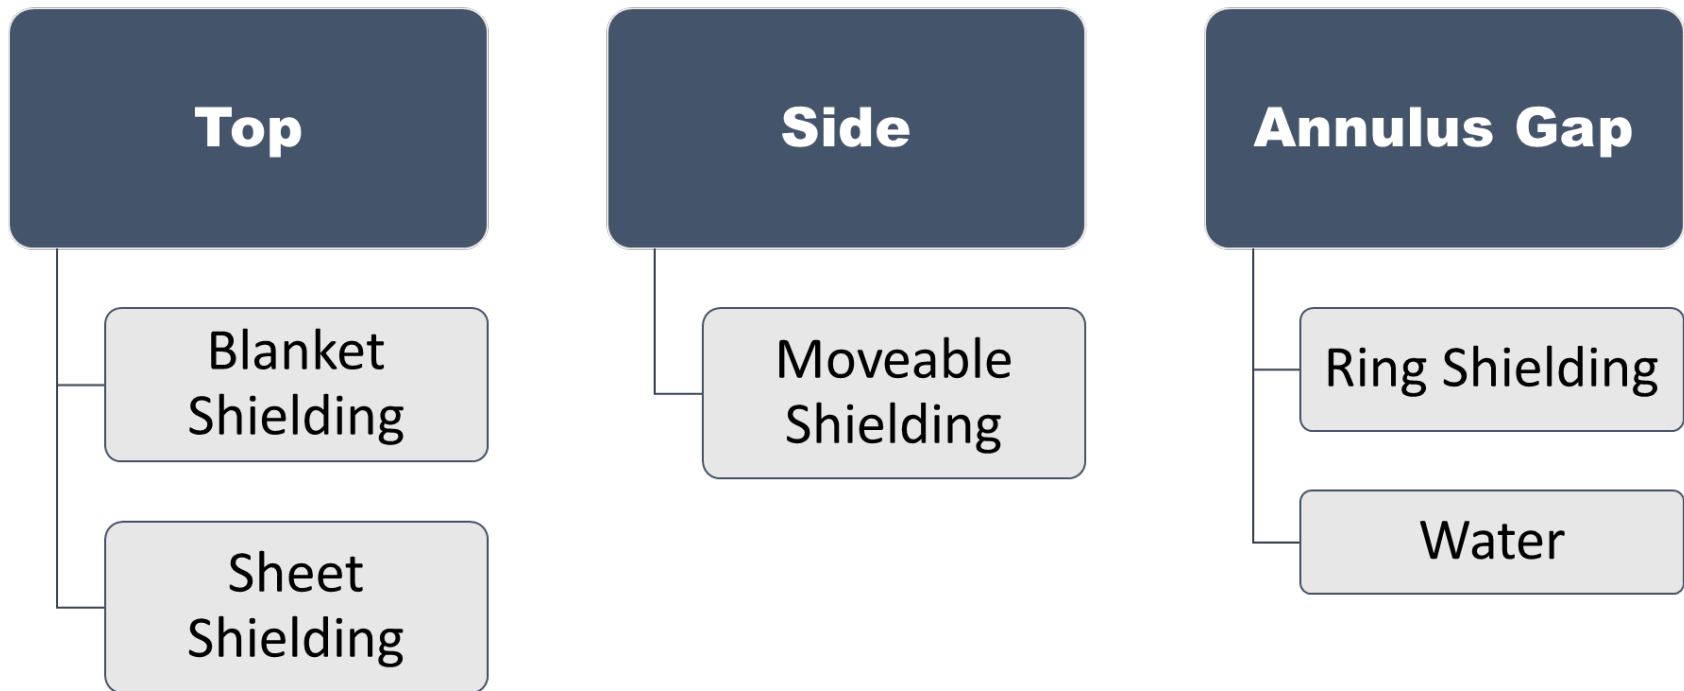 Top
Blanket
Shielding
Sheet
Shielding
Side
Moveable
Shielding
Annulus Gap
Ring Shielding
Water